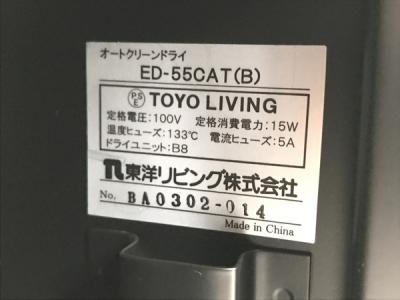 オートクリーンドライ
ED-55CAT(B)
PSE TOYO LIVING
定格電圧:100V 定格消費電力:15W
温度ヒューズ:133℃ 電流ヒューズ:5A
ドライユニット:B8
東洋リビング株式会社
No. BA0302-014
Made in China